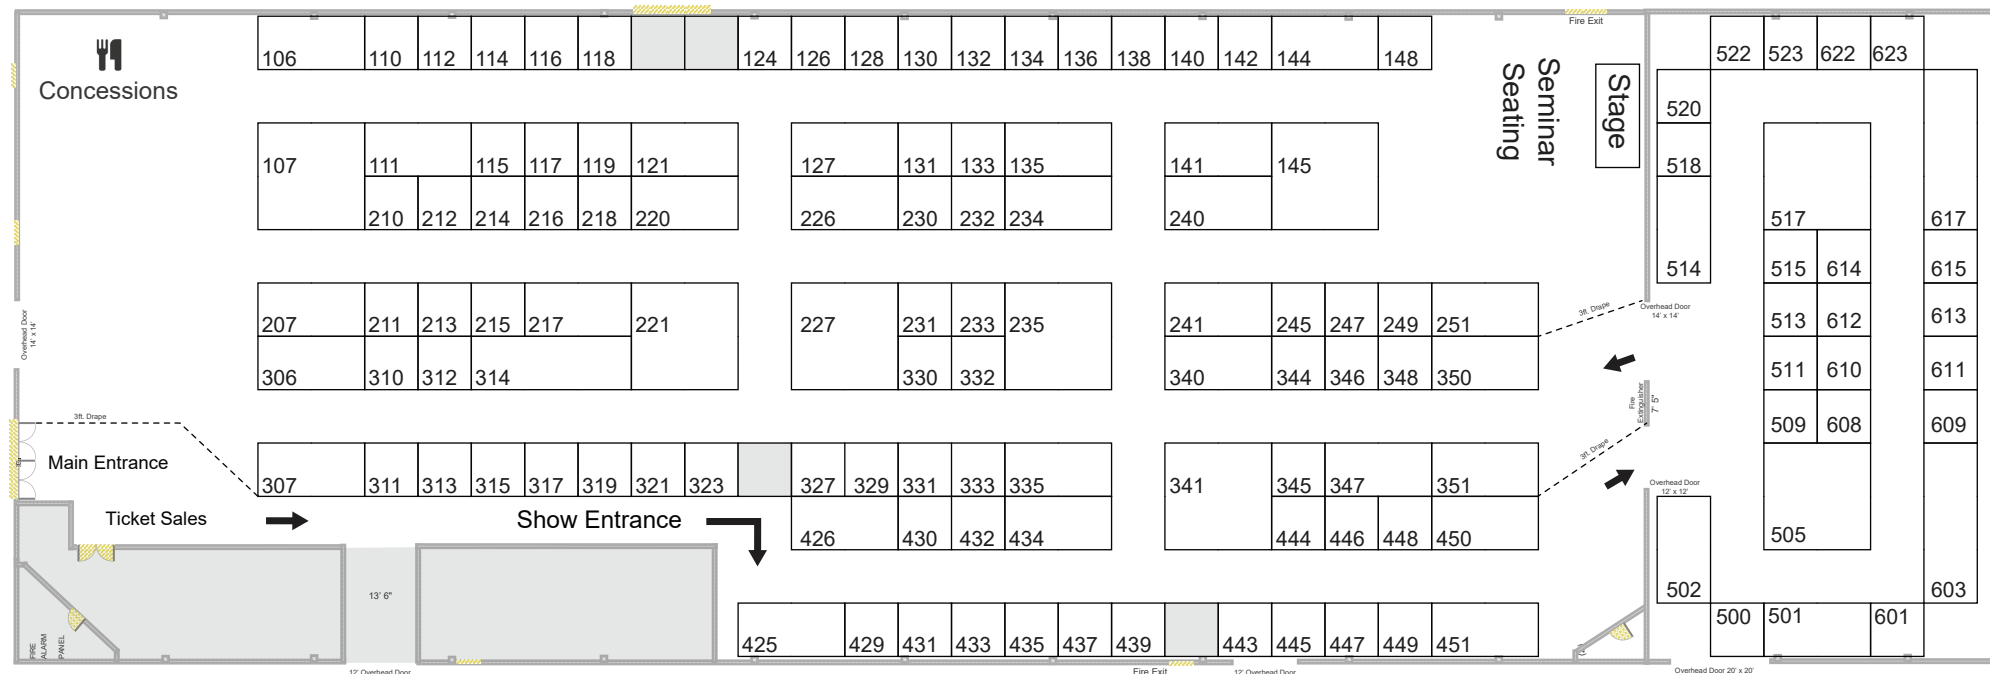 Fire Exit
106 110 112 114 116 118 124 126 128 130 132 134 136 138 140 142 144 148
522 523 622 623
Concessions
Seminar
Seating
Stage
520
107 111 115 117 119 121 127 131 133 135 141 145
518
210 212 214 216 218 220 226 230 232 234 240
517 617
514 515 614 615
Overhead Door
14' x 14'
207 211 213 215 217 221 227 231 233 235 241 245 247 249 251
3ft. Drape
Overhead Door
14' x 14'
513 612 613
306 310 312 314 330 332 340 344 346 348 350
511 610 611
Fire
Extinguisher
7' 5"
3ft. Drape
509 608 609
Main Entrance
307 311 313 315 317 319 321 323 327 329 331 333 335 341 345 347 351
3ft. Drape
Overhead Door
12' x 12'
Ticket Sales
Show Entrance
426 430 432 434 444 446 448 450
505
13' 6"
502 603
FIRE
ALARM
PANEL
425 429 431 433 435 437 439 443 445 447 449 451
500 501 601
12' Overhead Door
Fire Exit
12' Overhead Door
Overhead Door 20' x 20'